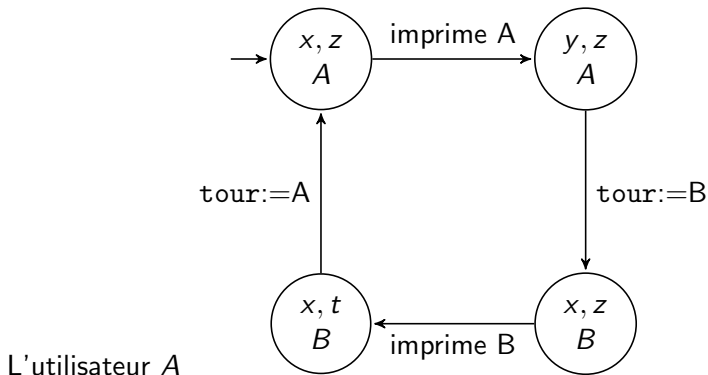 x, z
A
imprime A
y, z
A
tour:=A
tour:=B
x, t
B
imprime B
x, z
B
L'utilisateur A